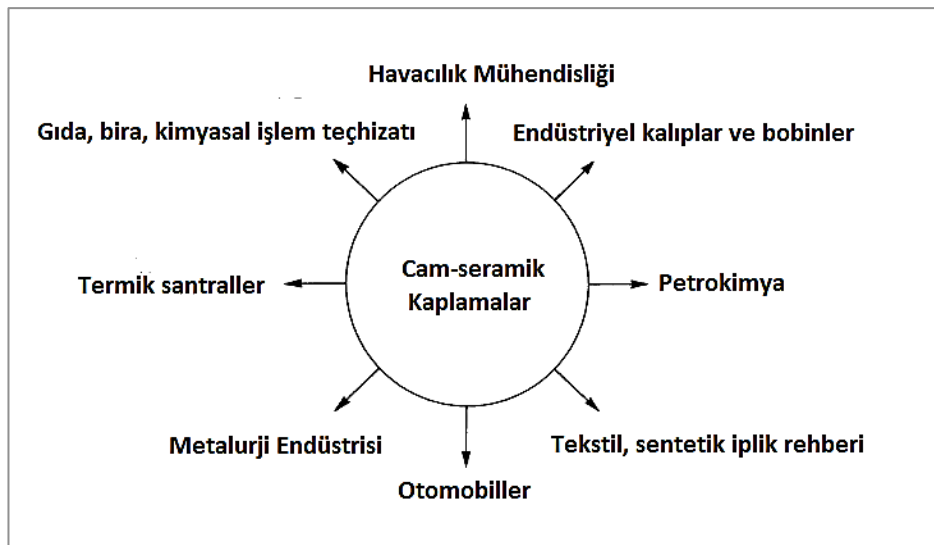 Havacılık Mühendisliği
Gıda, bira, kimyasal işlem teçhizatı
Endüstriyel kalıplar ve bobinler
Cam-seramik
Kaplamalar
Termik santraller
Petrokimya
Metalurji Endüstrisi
Tekstil, sentetik iplik rehberi
Otomobiller